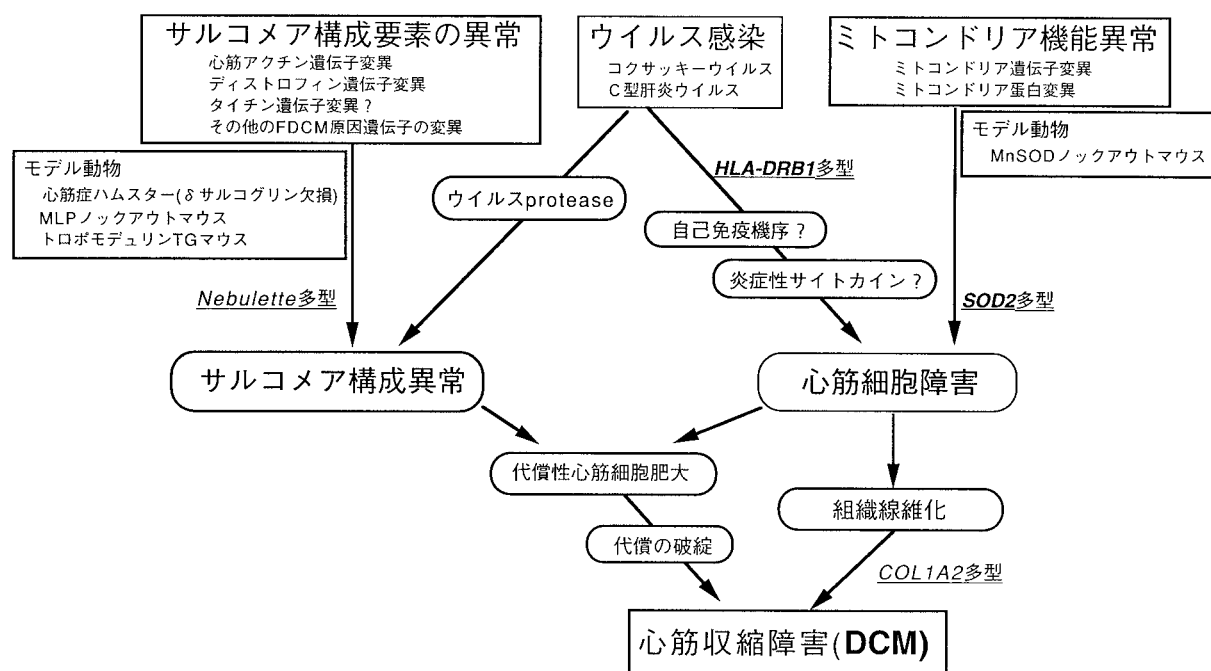 サルコメア構成要素の異常
心筋アクチン遺伝子変異
ディストロフィン遺伝子変異
タイチン遺伝子変異？
その他のFDCM原因遺伝子の変異
ウイルス感染
コクサッキーウイルス
C型肝炎ウイルス
ミトコンドリア機能異常
ミトコンドリア遺伝子変異
ミトコンドリア蛋白変異
モデル動物
心筋症ハムスター(δサルコグリン欠損)
MLPノックアウトマウス
トロポモデュリンTGマウス
モデル動物
MnSODノックアウトマウス
HLA-DRB1多型
ウイルスprotease
自己免疫機序？
炎症性サイトカイン？
Nebulette多型
SOD2多型
サルコメア構成異常
心筋細胞障害
代償性心筋細胞肥大
組織線維化
代償の破綻
COL1A2多型
心筋収縮障害(DCM)